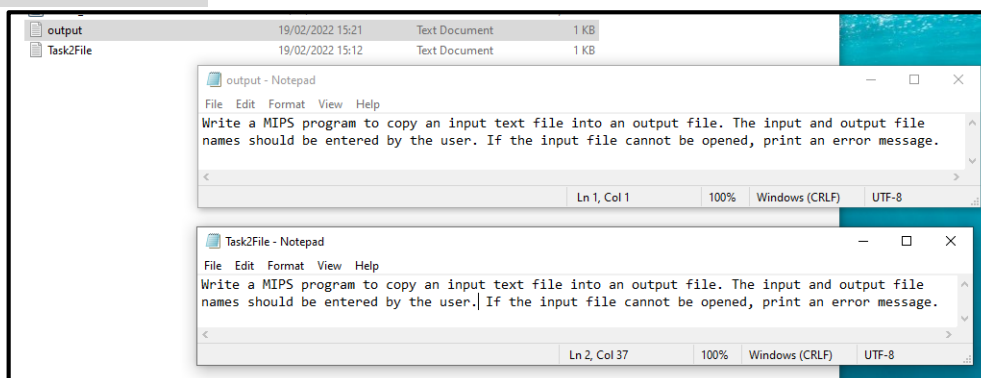 output 19/02/2022 15:21 Text Document 1 KB
Task2File 19/02/2022 15:12 Text Document 1 KB
output - Notepad
File Edit Format View Help
Write a MIPS program to copy an input text file into an output file. The input and output file
names should be entered by the user. If the input file cannot be opened, print an error message.
Ln 1, Col 1 100% Windows (CRLF) UTF-8
Task2File - Notepad
File Edit Format View Help
Write a MIPS program to copy an input text file into an output file. The input and output file
names should be entered by the user. If the input file cannot be opened, print an error message.
Ln 2, Col 37 100% Windows (CRLF) UTF-8